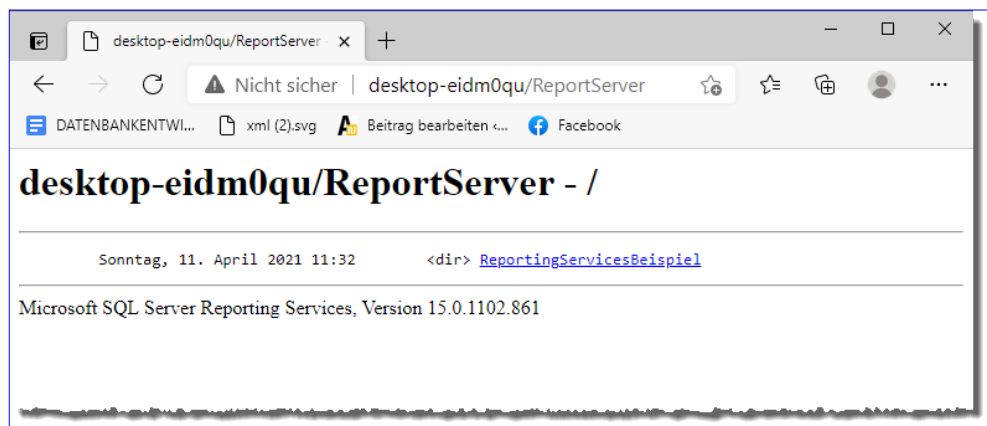 desktop-eidm0qu/ReportServer -
Nicht sicher | desktop-eidm0qu/ReportServer
DATENBANKENTWI... xml (2).svg Beitrag bearbeiten <... Facebook
desktop-eidm0qu/ReportServer - /
Sonntag, 11. April 2021 11:32 <dir> ReportingServicesBeispiel
Microsoft SQL Server Reporting Services, Version 15.0.1102.861